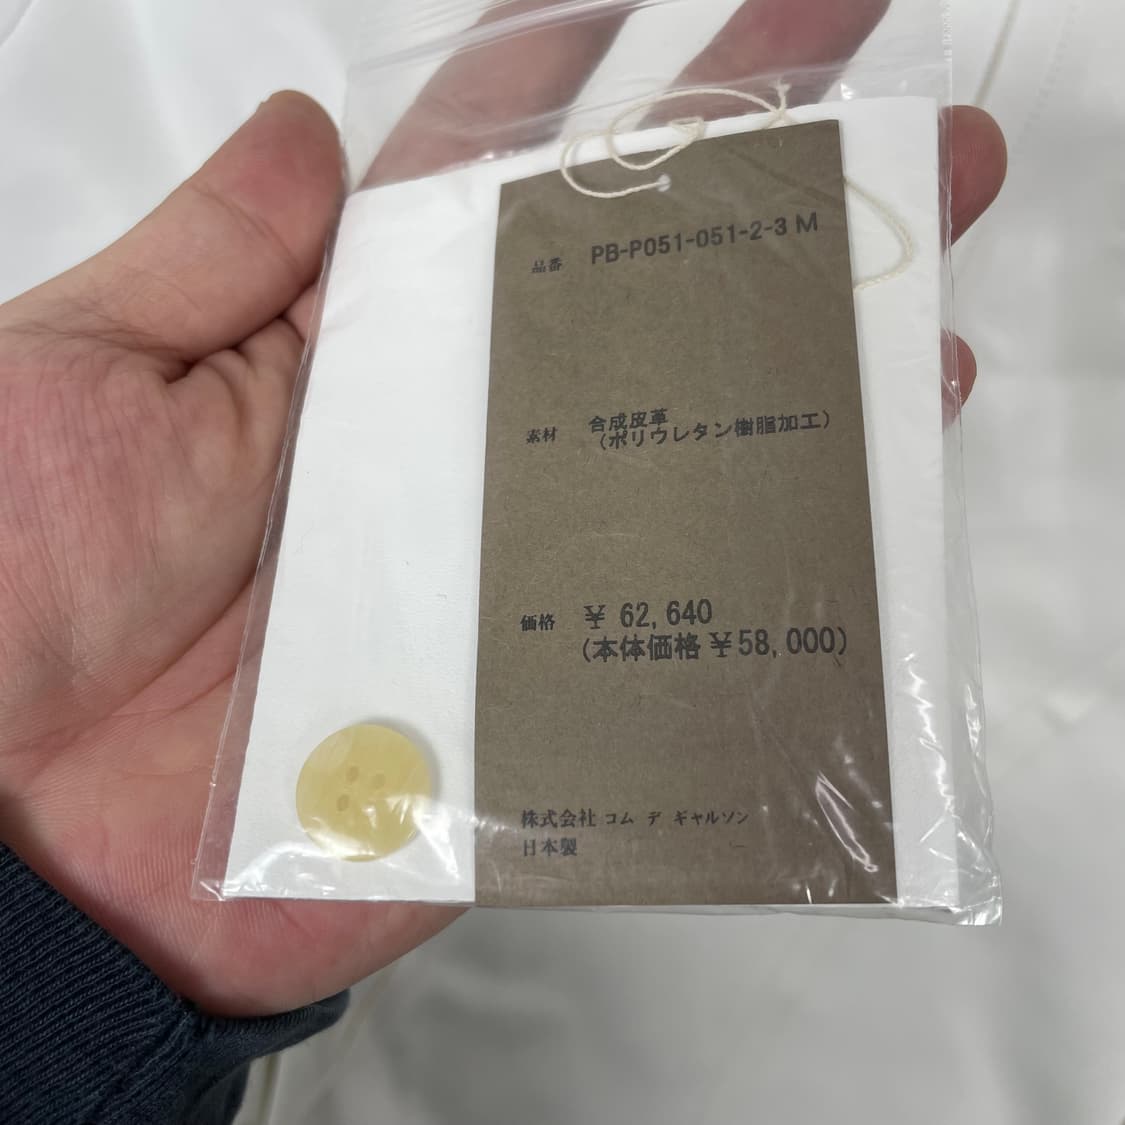 品番 PB-P051-051-2-3 M
素材 合成皮革
(ポリウレタン樹脂加工)
価格 ¥ 62,640
(本体価格 ¥58,000)
株式会社 コム デ ギャルソン
日本製